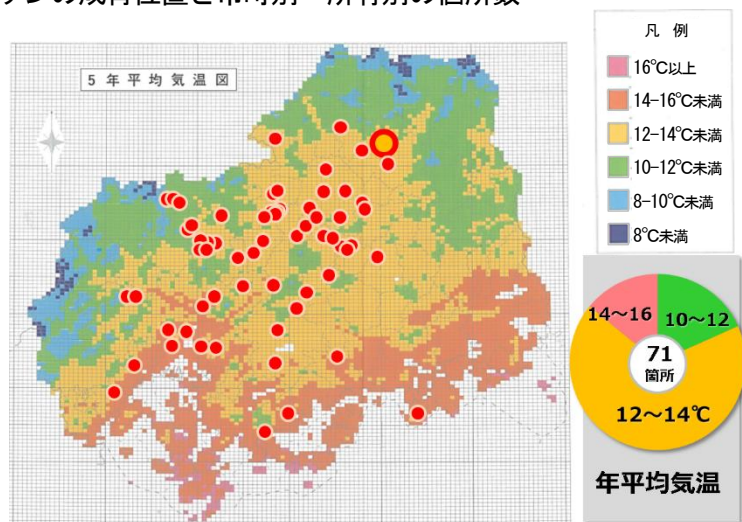 5年平均気温図
凡 例
16℃以上
14-16℃未満
12-14℃未満
10-12℃未満
8-10℃未満
8℃未満
14〜16
10〜12
71
箇所
12〜14℃
年平均気温